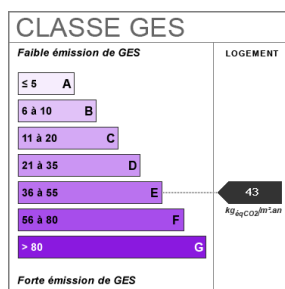 CLASSE GES
Faible émission de GES
LOGEMENT
≤ 5 A
6 à 10 B
11 à 20 C
21 à 35 D
36 à 55 E
43
kgéqCO2/m².an
56 à 80 F
> 80 G
Forte émission de GES